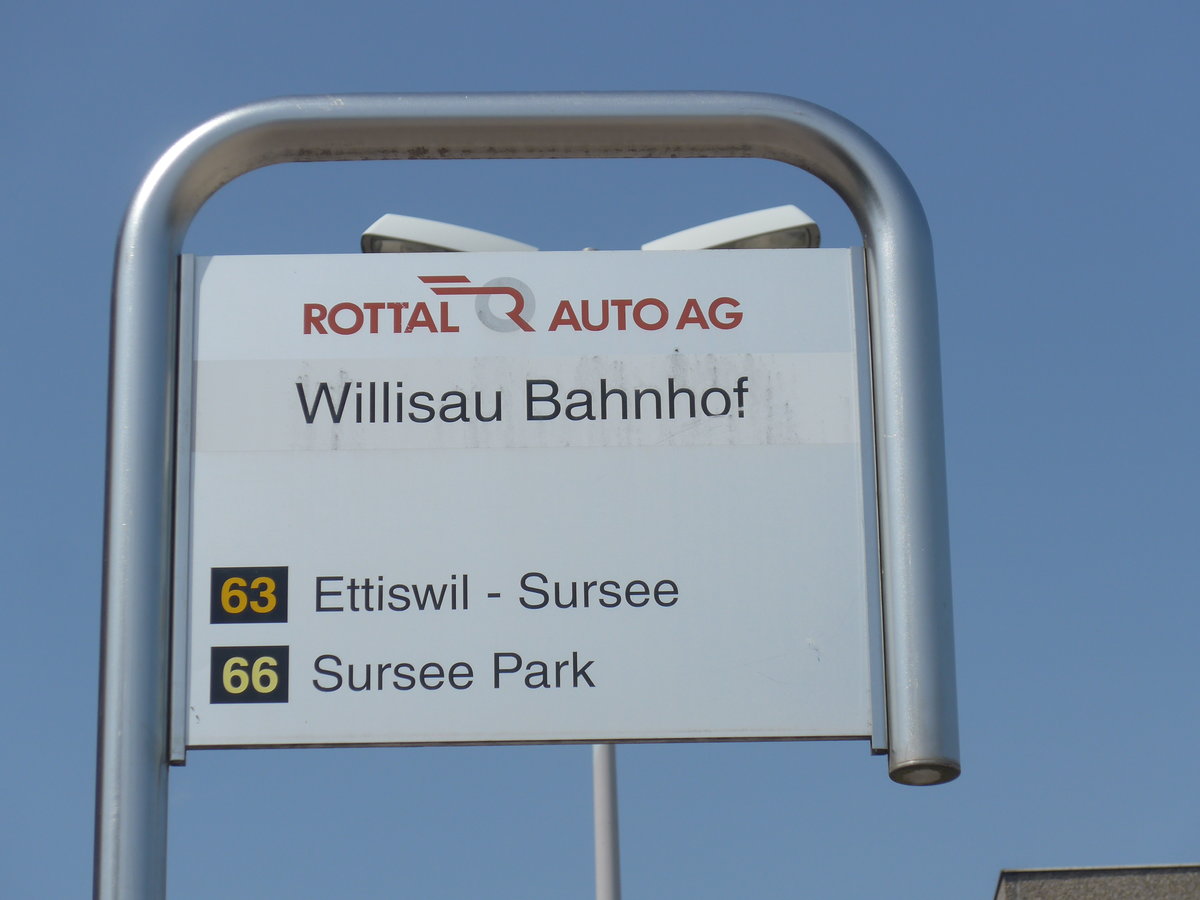 ROTTAL AUTO AG
Willisau Bahnhof
63 Ettiswil - Sursee
66 Sursee Park